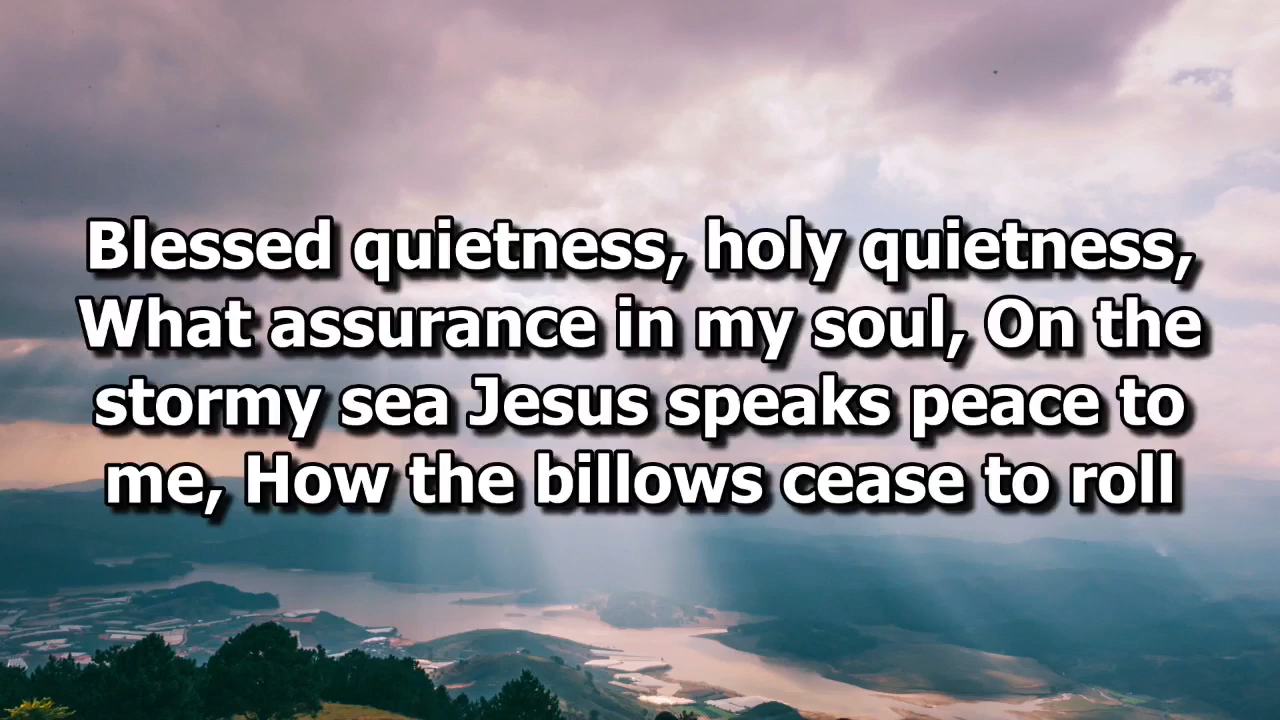 Blessed quietness, holy quietness,
What assurance in my soul, On the
stormy sea Jesus speaks peace to
me, How the billows cease to roll